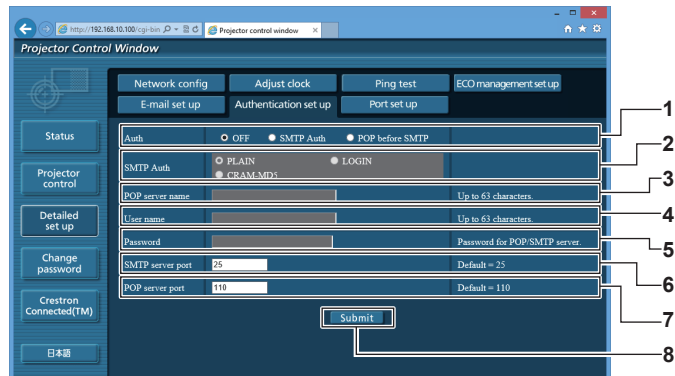 http://192.168.10.100/cgi-bin
Projector control window
Projector Control Window
Network config
Adjust clock
Ping test
ECO management set up
E-mail set up
Authentication set up
Port set up
Status
Projector
control
Detailed
set up
Change
password
Crestron
Connected(TM)
日本語
Auth
OFF
SMTP Auth
POP before SMTP
1
SMTP Auth
PLAIN
LOGIN
CRAM-MD5
2
POP server name
Up to 63 characters.
3
User name
Up to 63 characters.
4
Password
Password for POP/SMTP server.
5
SMTP server port
25
Default = 25
6
POP server port
110
Default = 110
7
Submit
8